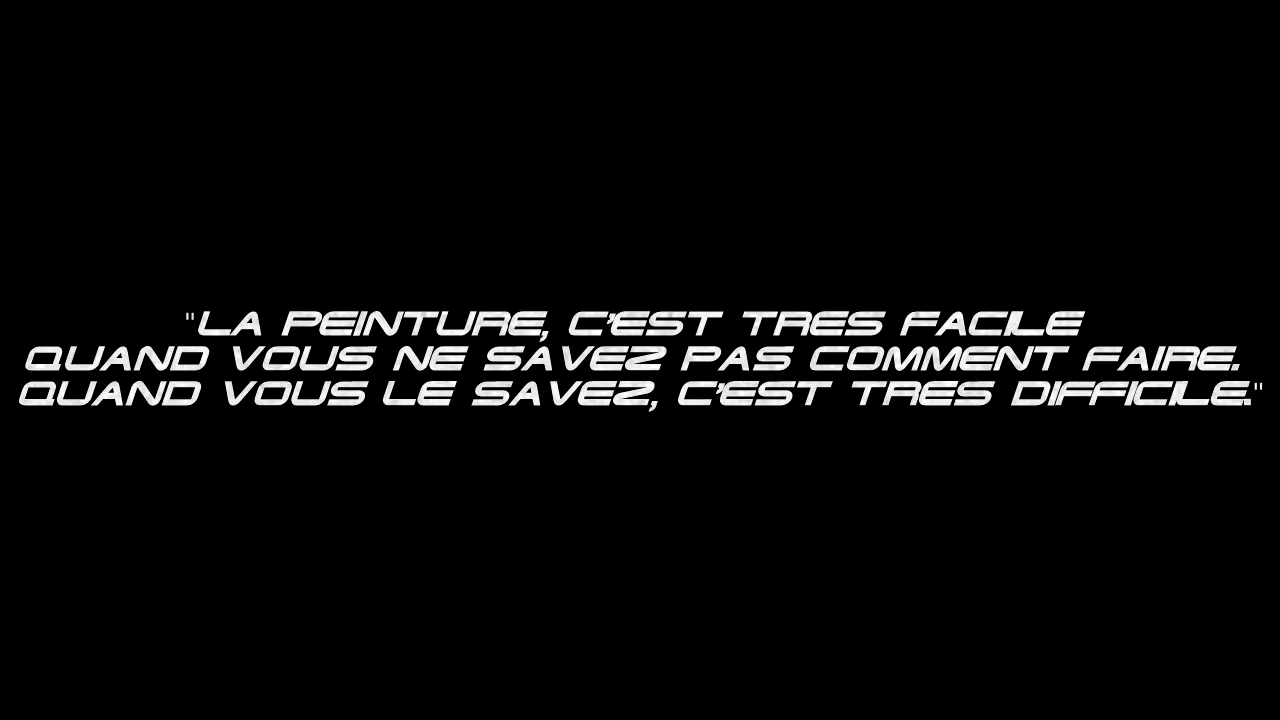 "LA PEINTURE, C'EST TRES FACILE
QUAND VOUS NE SAVEZ PAS COMMENT FAIRE.
QUAND VOUS LE SAVEZ, C'EST TRES DIFFICILE."